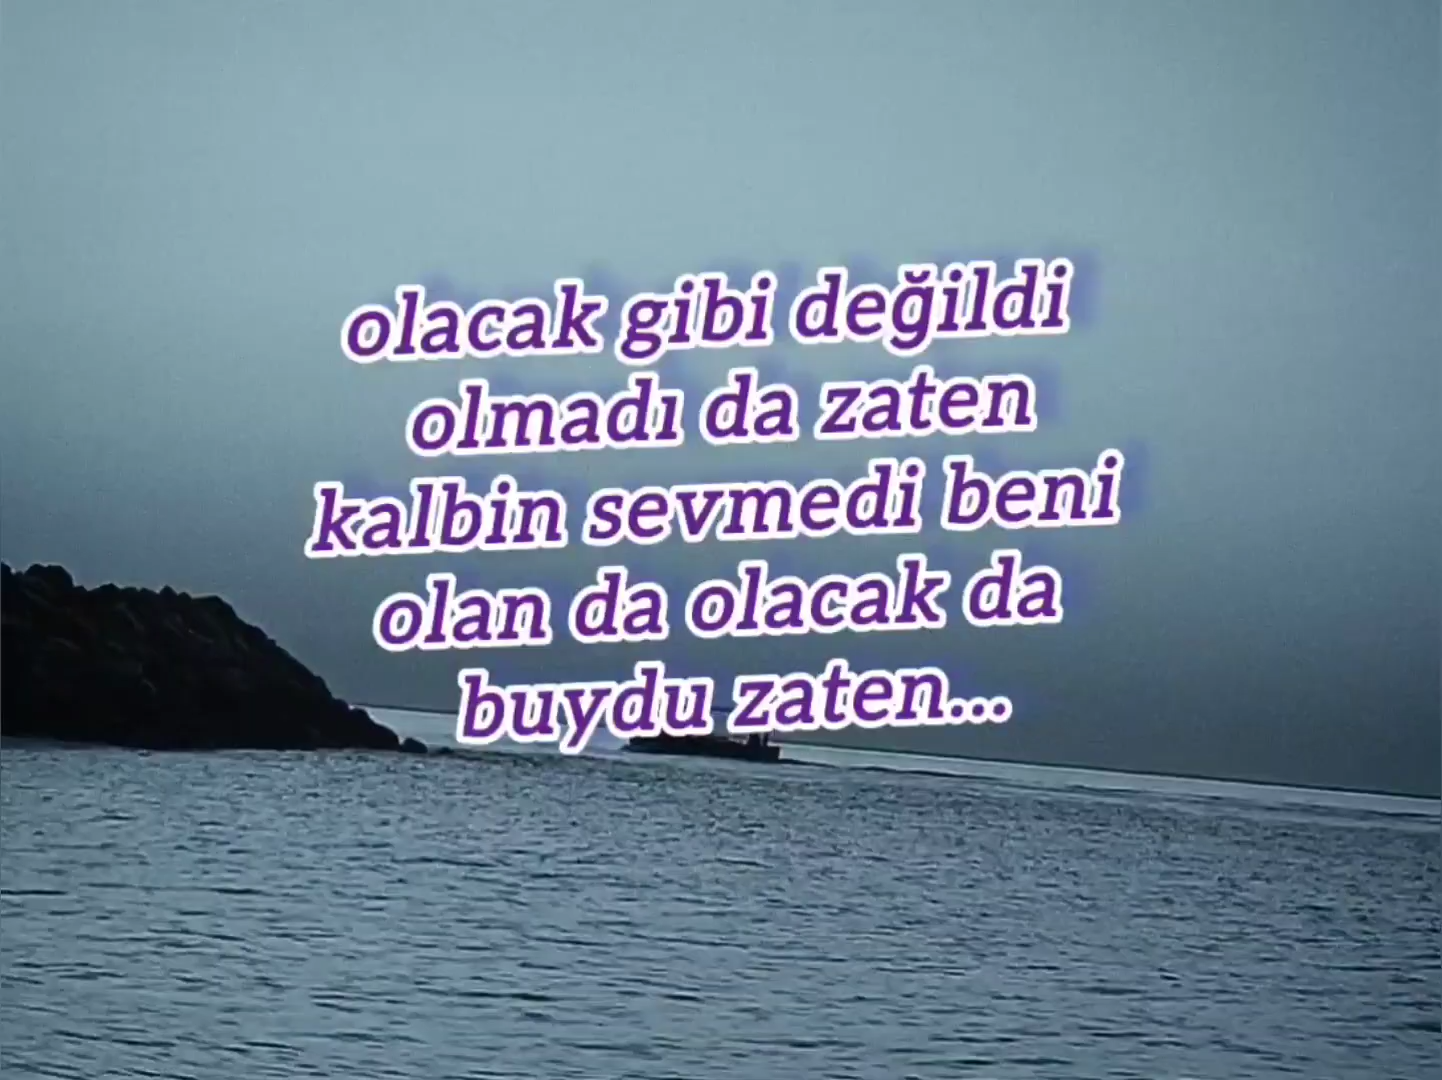 olacak gibi değildi
olmadı da zaten
kalbin sevmedi beni
olan da olacak da
buydu zaten...